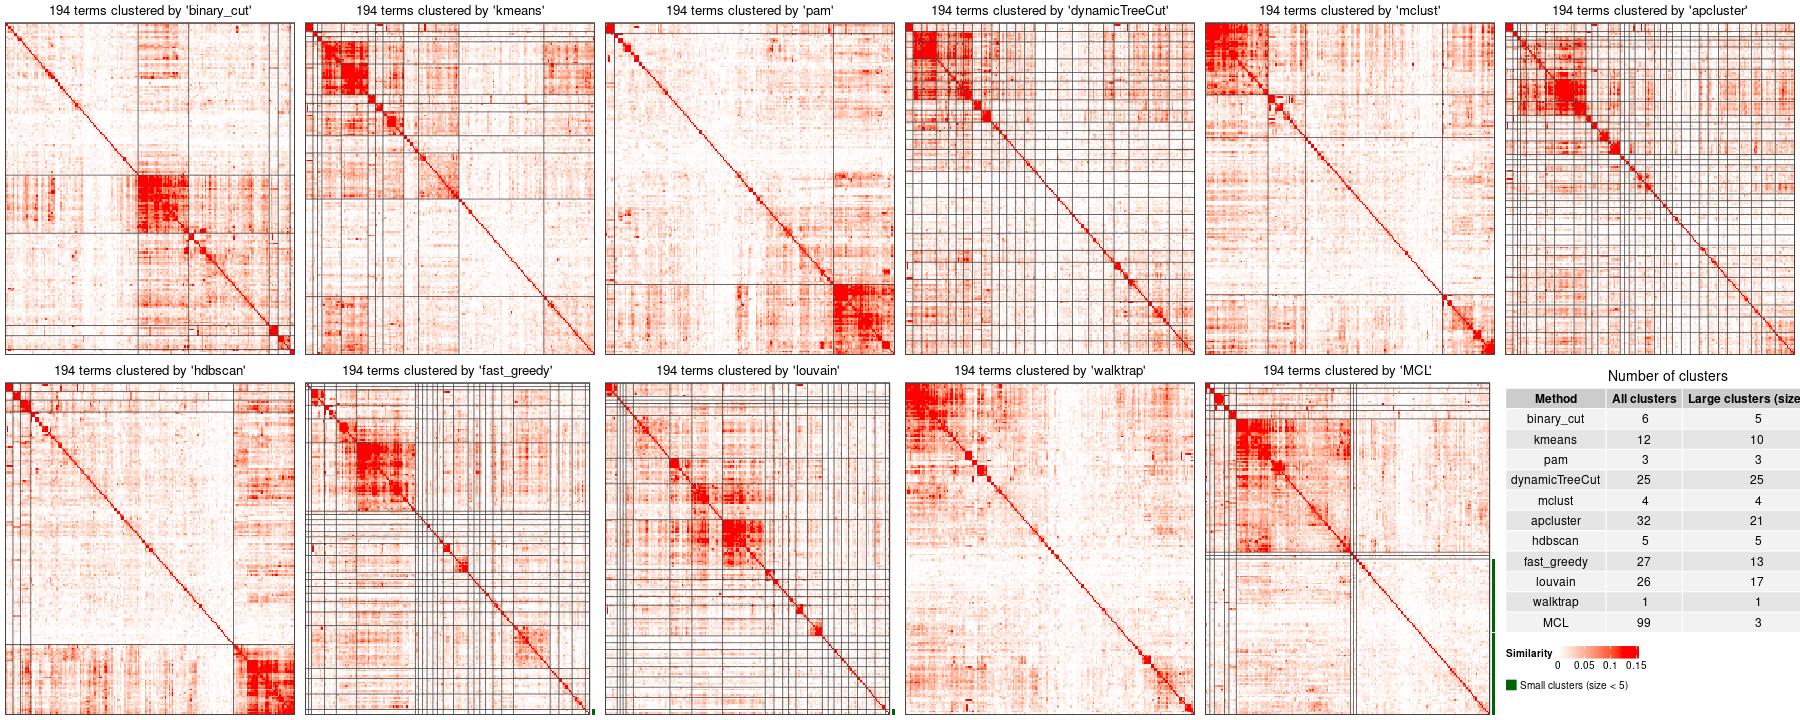 194 terms clustered by 'binary_cut'
194 terms clustered by 'kmeans'
194 terms clustered by 'pam'
194 terms clustered by 'dynamicTreeCut'
194 terms clustered by 'mclust'
194 terms clustered by 'apcluster'
194 terms clustered by 'hdbscan'
194 terms clustered by 'fast_greedy'
194 terms clustered by 'louvain'
194 terms clustered by 'walktrap'
194 terms clustered by 'MCL'
Number of clusters
Method All clusters Large clusters (size
binary_cut 6 5
kmeans 12 10
pam 3 3
dynamicTreeCut 25 25
mclust 4 4
apcluster 32 21
hdbscan 5 5
fast_greedy 27 13
louvain 26 17
walktrap 1 1
MCL 99 3
Similarity
0 0.05 0.1 0.15
Small clusters (size < 5)